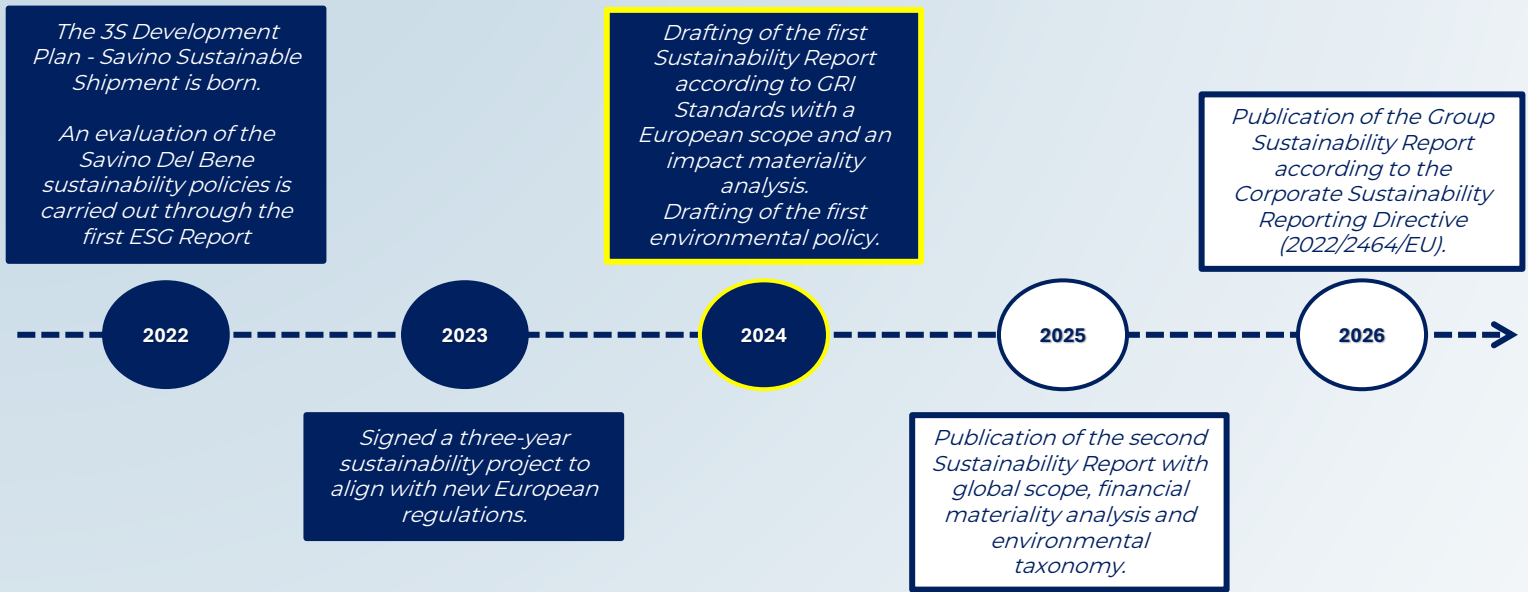 The 3S Development
Plan - Savino Sustainable
Shipment is born.
An evaluation of the
Savino Del Bene
sustainability policies is
carried out through the
first ESG Report
Drafting of the first
Sustainability Report
according to GRI
Standards with a
European scope and an
impact materiality
analysis.
Drafting of the first
environmental policy.
Publication of the Group
Sustainability Report
according to the
Corporate Sustainability
Reporting Directive
(2022/2464/EU).
2022
2023
2024
2025
2026
Signed a three-year
sustainability project to
align with new European
regulations.
Publication of the second
Sustainability Report with
global scope, financial
materiality analysis and
environmental
taxonomy.